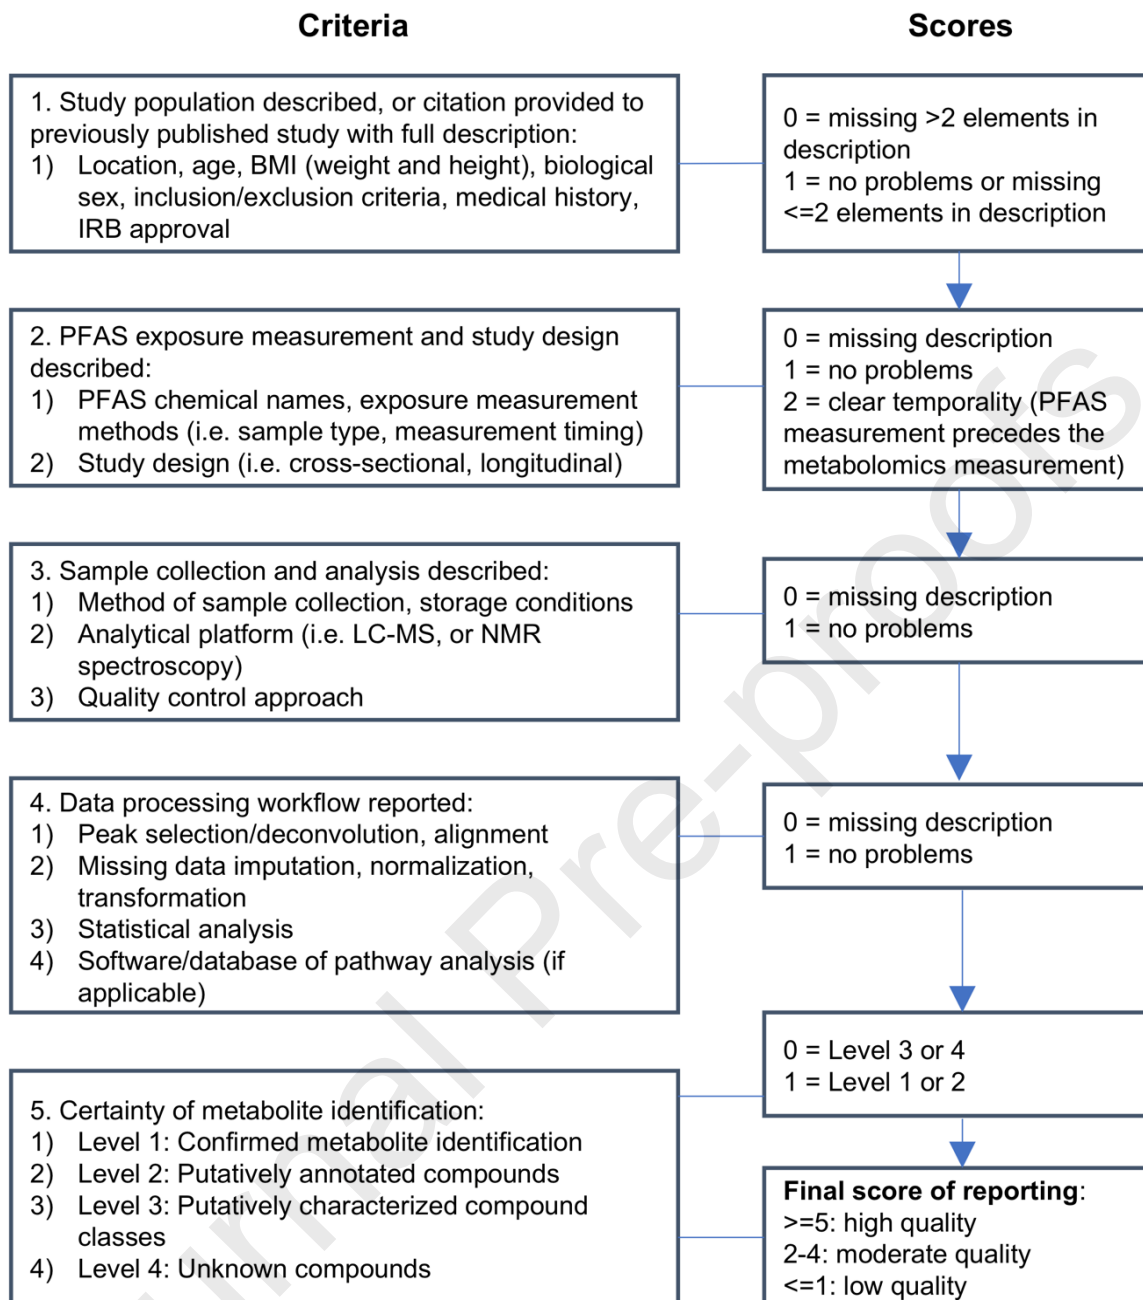 Criteria
Scores
1. Study population described, or citation provided to
previously published study with full description:
1) Location, age, BMI (weight and height), biological
sex, inclusion/exclusion criteria, medical history,
IRB approval
0 = missing >2 elements in
description
1 = no problems or missing
<=2 elements in description
2. PFAS exposure measurement and study design
described:
1) PFAS chemical names, exposure measurement
methods (i.e. sample type, measurement timing)
2) Study design (i.e. cross-sectional, longitudinal)
0 = missing description
1 = no problems
2 = clear temporality (PFAS
measurement precedes the
metabolomics measurement)
3. Sample collection and analysis described:
1) Method of sample collection, storage conditions
2) Analytical platform (i.e. LC-MS, or NMR
spectroscopy)
3) Quality control approach
0 = missing description
1 = no problems
4. Data processing workflow reported:
1) Peak selection/deconvolution, alignment
2) Missing data imputation, normalization,
transformation
3) Statistical analysis
4) Software/database of pathway analysis (if
applicable)
0 = missing description
1 = no problems
5. Certainty of metabolite identification:
1) Level 1: Confirmed metabolite identification
2) Level 2: Putatively annotated compounds
3) Level 3: Putatively characterized compound
classes
4) Level 4: Unknown compounds
0 = Level 3 or 4
1 = Level 1 or 2
Final score of reporting:
>=5: high quality
2-4: moderate quality
<=1: low quality
urnal Pre-proofs